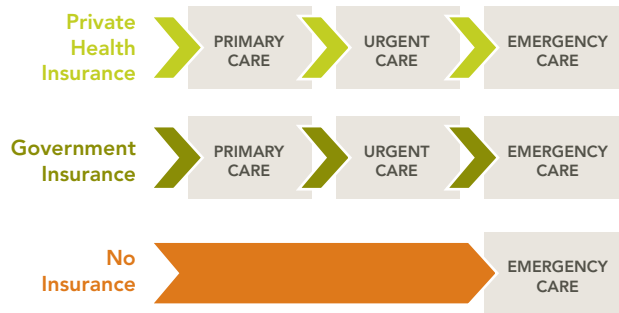 Private
Health
Insurance
PRIMARY
CARE
URGENT
CARE
EMERGENCY
CARE
Government
Insurance
PRIMARY
CARE
URGENT
CARE
EMERGENCY
CARE
No
Insurance
EMERGENCY
CARE